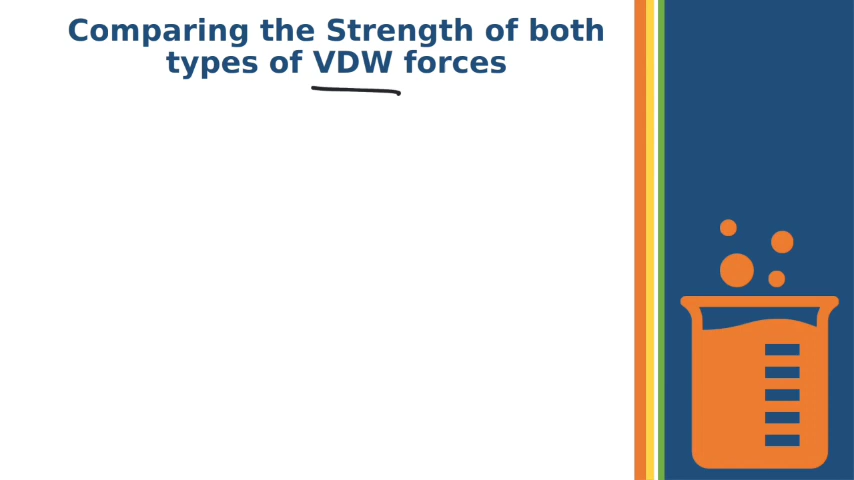 Comparing the Strength of both
types of VDW forces